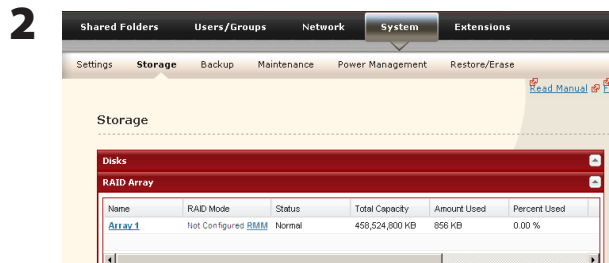 2
Shared Folders Users/Groups Network System Extensions
Settings Storage Backup Maintenance Power Management Restore/Erase
Read Manual
Storage
Disks
RAID Array
Name RAID Mode Status Total Capacity Amount Used Percent Used
Array 1 Not Configured RMM Normal 458,524,800 KB 856 KB 0.00 %